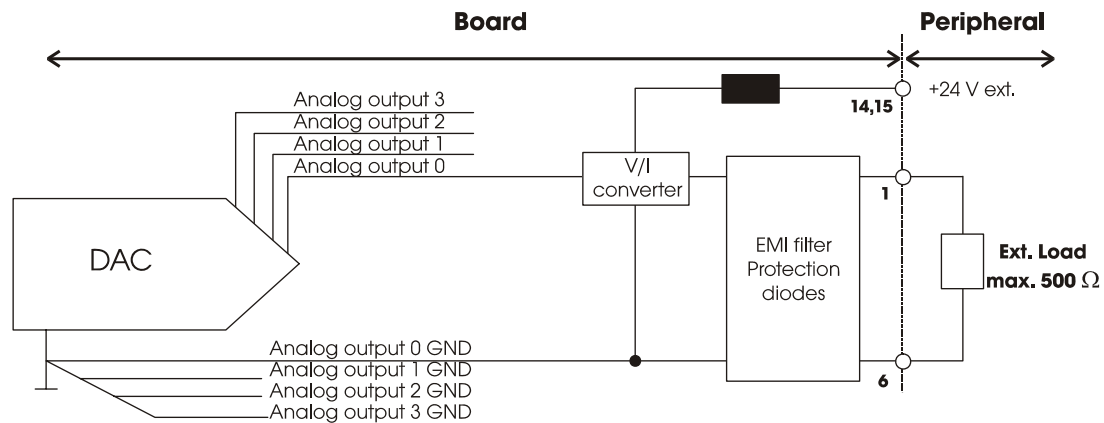 Board
Peripheral
Analog output 3
Analog output 2
Analog output 1
Analog output 0
14,15
+24 V ext.
V/I
converter
1
DAC
EMI filter
Protection
diodes
Ext. Load
max. 500 Ω
Analog output 0 GND
Analog output 1 GND
Analog output 2 GND
Analog output 3 GND
6